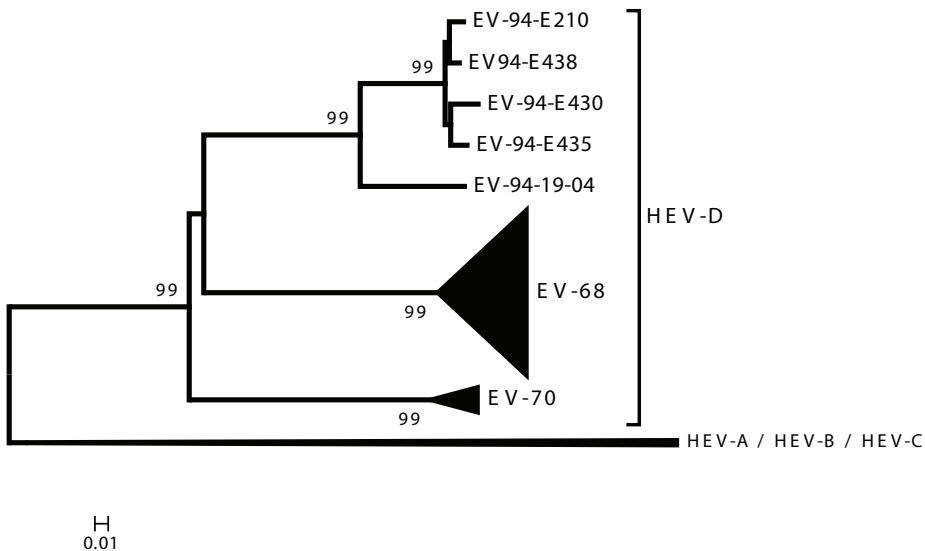 EV-94-E210
99
EV94-E438
EV-94-E430
99
EV-94-E435
EV-94-19-04
HEV-D
99
EV-68
99
EV-70
99
HEV-A / HEV-B / HEV-C
0.01